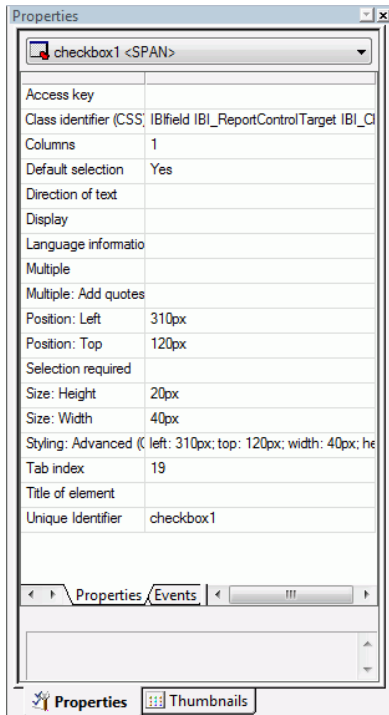 Properties
checkbox1 <SPAN>
Access key
Class identifier (CSS) IBIfield IBI_ReportControlTarget IBI_Cl
Columns 1
Default selection Yes
Direction of text
Display
Language informatio
Multiple
Multiple: Add quotes
Position: Left 310px
Position: Top 120px
Selection required
Size: Height 20px
Size: Width 40px
Styling: Advanced (C left: 310px; top: 120px; width: 40px; he
Tab index 19
Title of element
Unique Identifier checkbox1
Properties Events
Properties Thumbnails